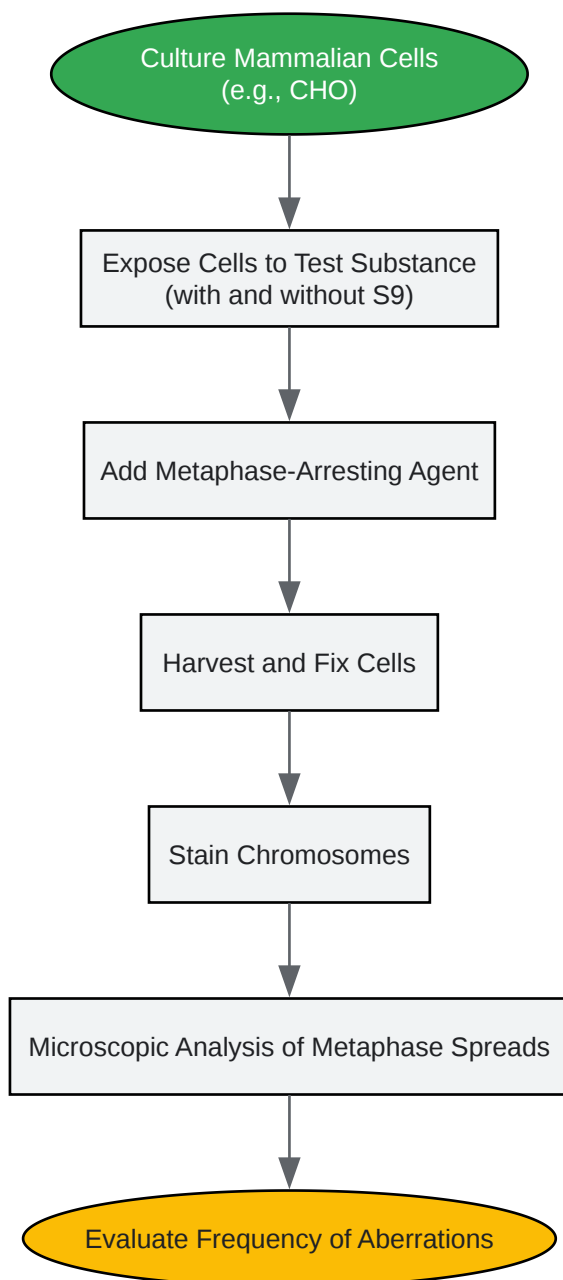 Culture Mammalian Cells
(e.g., CHO)
Expose Cells to Test Substance
(with and without S9)
Add Metaphase-Arresting Agent
Harvest and Fix Cells
Stain Chromosomes
Microscopic Analysis of Metaphase Spreads
Evaluate Frequency of Aberrations